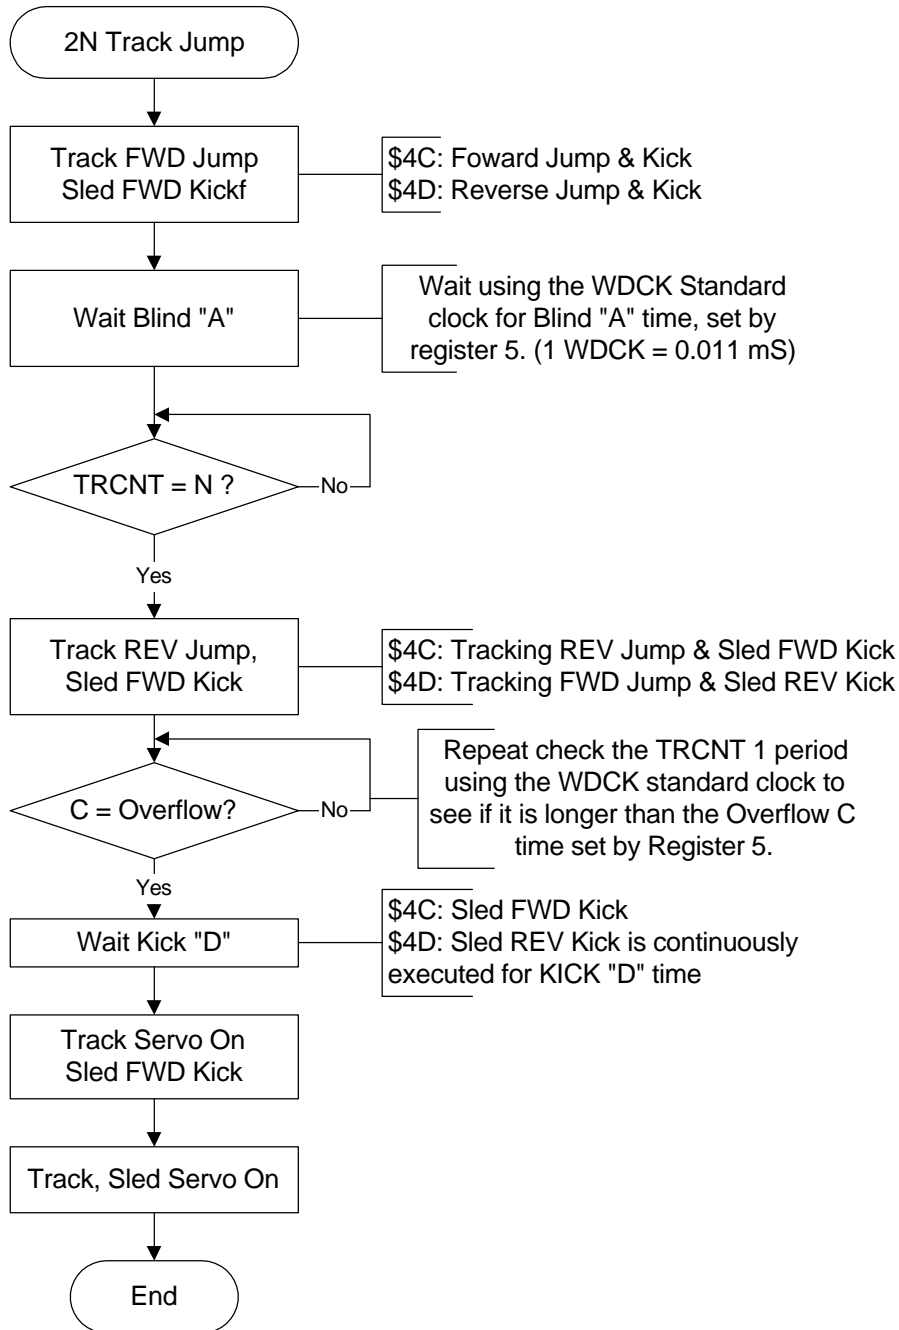 2N Track Jump
Track FWD Jump
Sled FWD Kickf
$4C: Foward Jump & Kick
$4D: Reverse Jump & Kick
Wait Blind "A"
Wait using the WDCK Standard
clock for Blind "A" time, set by
register 5. (1 WDCK = 0.011 mS)
TRCNT = N ?
No
Yes
Track REV Jump,
Sled FWD Kick
$4C: Tracking REV Jump & Sled FWD Kick
$4D: Tracking FWD Jump & Sled REV Kick
C = Overflow?
No
Repeat check the TRCNT 1 period
using the WDCK standard clock to
see if it is longer than the Overflow C
time set by Register 5.
Yes
Wait Kick "D"
$4C: Sled FWD Kick
$4D: Sled REV Kick is continuously
executed for KICK "D" time
Track Servo On
Sled FWD Kick
Track, Sled Servo On
End